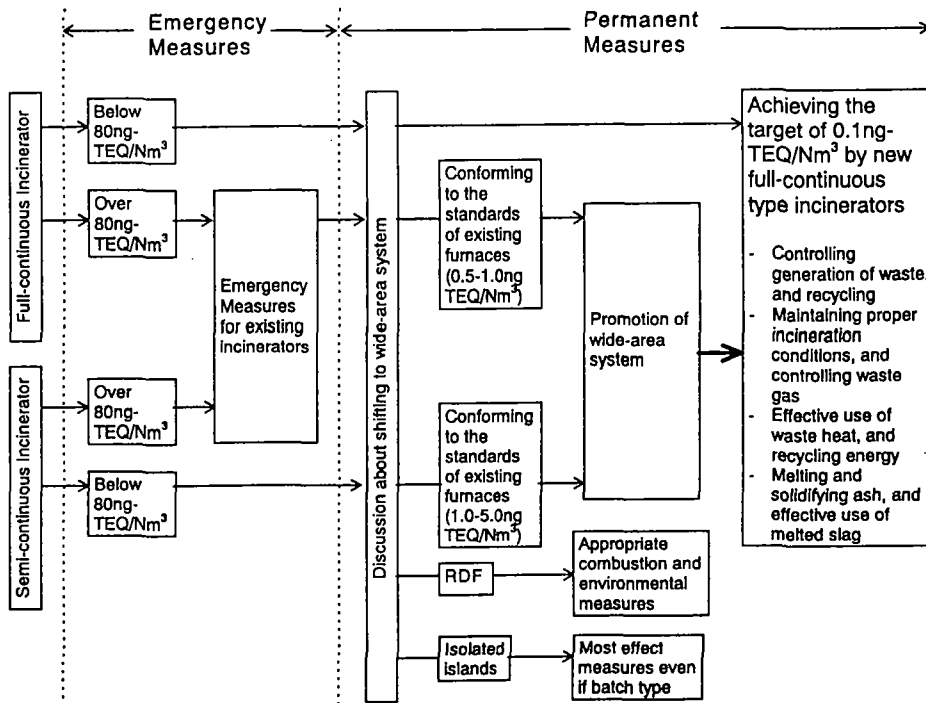 Emergency
Measures
Permanent
Measures
Full-continuous Incinerator
Semi-continuous Incinerator
Below
80ng-
TEQ/Nm³
Over
80ng-
TEQ/Nm³
Over
80ng-
TEQ/Nm³
Below
80ng-
TEQ/Nm³
Emergency
Measures
for existing
incinerators
Discussion about shifting to wide-area system
Conforming
to the
standards
of existing
furnaces
(0.5-1.0ng
TEQ/Nm³)
Conforming
to the
standards
of existing
furnaces
(1.0-5.0ng
TEQ/Nm³)
RDF
Isolated
islands
Promotion of
wide-area
system
Appropriate
combustion and
environmental
measures
Most effect
measures even
if batch type
Achieving the
target of 0.1ng-
TEQ/Nm³ by new
full-continuous
type incinerators
- Controlling
generation of waste,
and recycling
- Maintaining proper
incineration
conditions, and
controlling waste
gas
- Effective use of
waste heat, and
recycling energy
- Melting and
solidifying ash, and
effective use of
melted slag